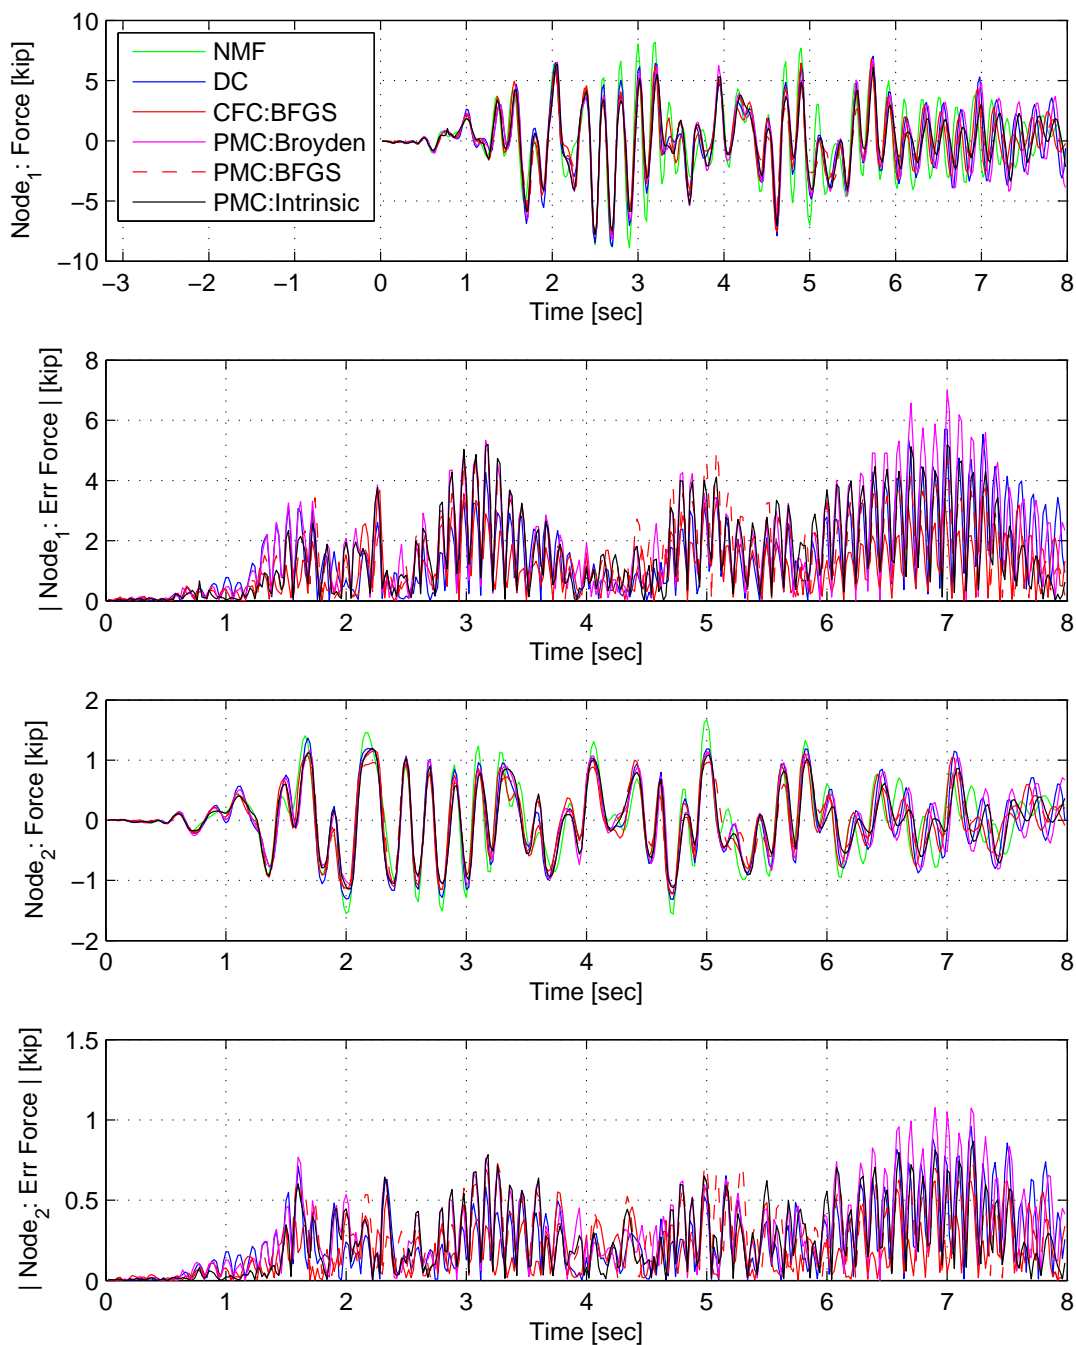 10
5
0
−5
−10
Node1: Force [kip]
NMF
DC
CFC:BFGS
PMC:Broyden
PMC:BFGS
PMC:Intrinsic
−3 −2 −1 0 1 2 3 4 5 6 7 8
Time [sec]
8
6
4
2
0
| Node1: Err Force | [kip]
0 1 2 3 4 5 6 7 8
Time [sec]
2
1
0
−1
−2
Node2: Force [kip]
0 1 2 3 4 5 6 7 8
Time [sec]
1.5
1
0.5
0
| Node2: Err Force | [kip]
0 1 2 3 4 5 6 7 8
Time [sec]